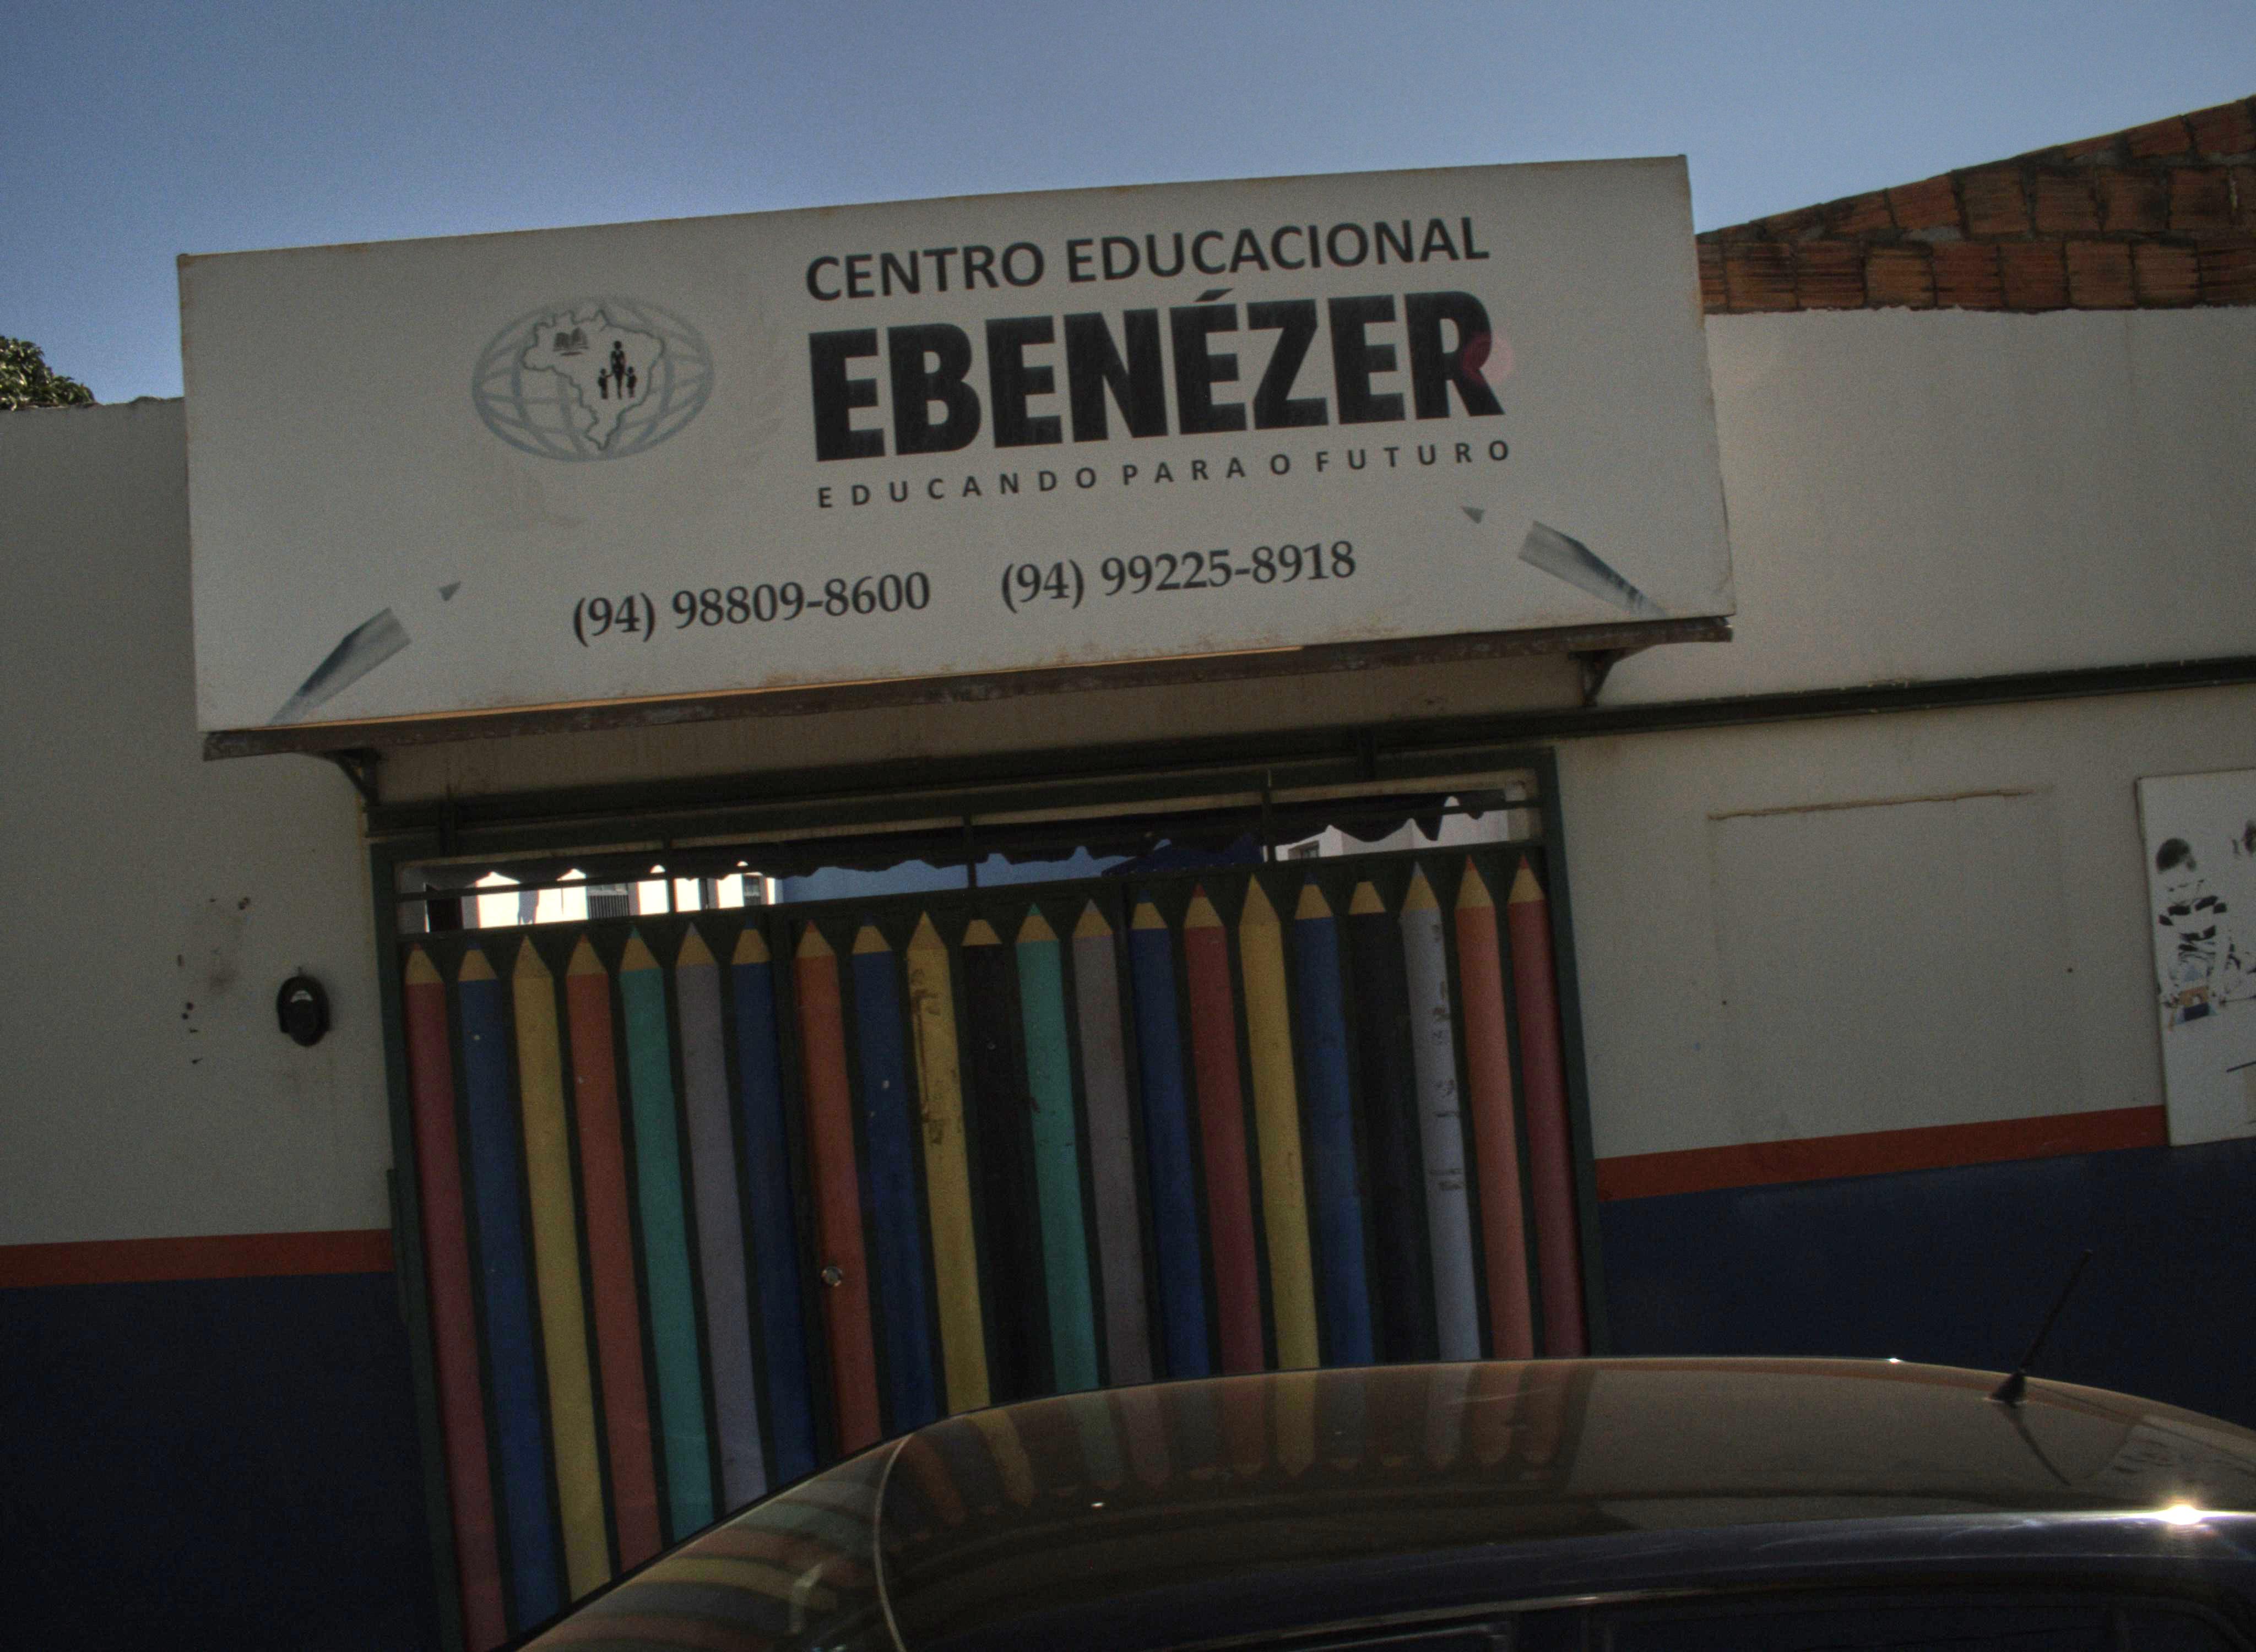 CENTRO EDUCACIONAL
EBENÉZER
EDUCANDO PARA O FUTURO
(94) 98809-8600 (94) 99225-8918